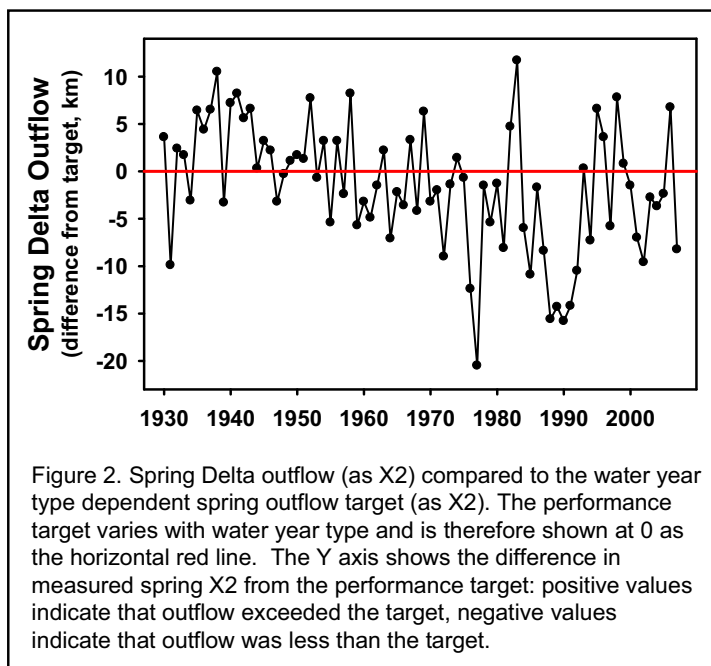 Spring Delta Outflow
(difference from target, km)
10
5
0
-5
-10
-15
-20
1930 1940 1950 1960 1970 1980 1990 2000
Figure 2. Spring Delta outflow (as X2) compared to the water year
type dependent spring outflow target (as X2). The performance
target varies with water year type and is therefore shown at 0 as
the horizontal red line.  The Y axis shows the difference in
measured spring X2 from the performance target: positive values
indicate that outflow exceeded the target, negative values
indicate that outflow was less than the target.